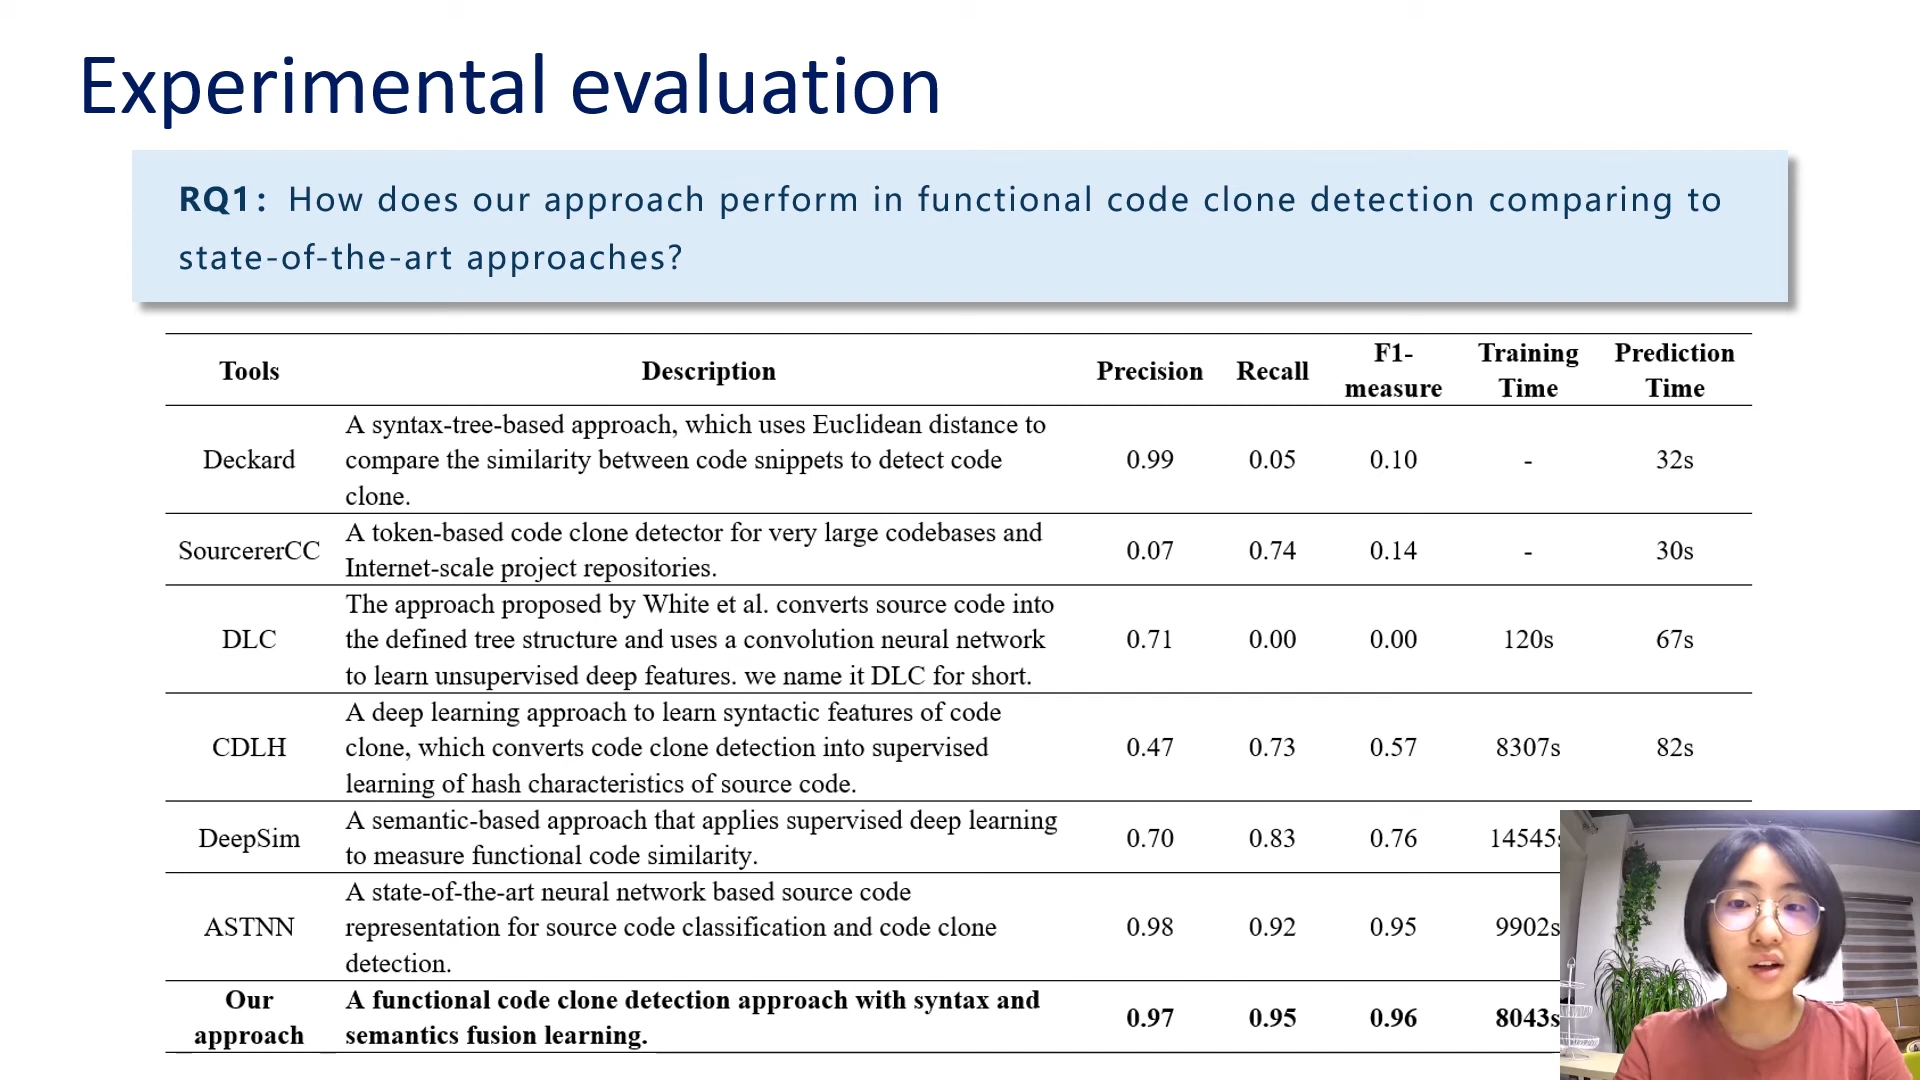 Experimental evaluation
RQ1: How does our approach perform in functional code clone detection comparing to
state-of-the-art approaches?
Tools Description Precision Recall F1-measure Training Time Prediction Time
Deckard
A syntax-tree-based approach, which uses Euclidean distance to
compare the similarity between code snippets to detect code
clone.
0.99 0.05 0.10 - 32s
SourcererCC
A token-based code clone detector for very large codebases and
Internet-scale project repositories.
0.07 0.74 0.14 - 30s
DLC
The approach proposed by White et al. converts source code into
the defined tree structure and uses a convolution neural network
to learn unsupervised deep features. we name it DLC for short.
0.71 0.00 0.00 120s 67s
CDLH
A deep learning approach to learn syntactic features of code
clone, which converts code clone detection into supervised
learning of hash characteristics of source code.
0.47 0.73 0.57 8307s 82s
DeepSim
A semantic-based approach that applies supervised deep learning
to measure functional code similarity.
0.70 0.83 0.76 14545s
ASTNN
A state-of-the-art neural network based source code
representation for source code classification and code clone
detection.
0.98 0.92 0.95 9902s
Our
approach
A functional code clone detection approach with syntax and
semantics fusion learning.
0.97 0.95 0.96 8043s